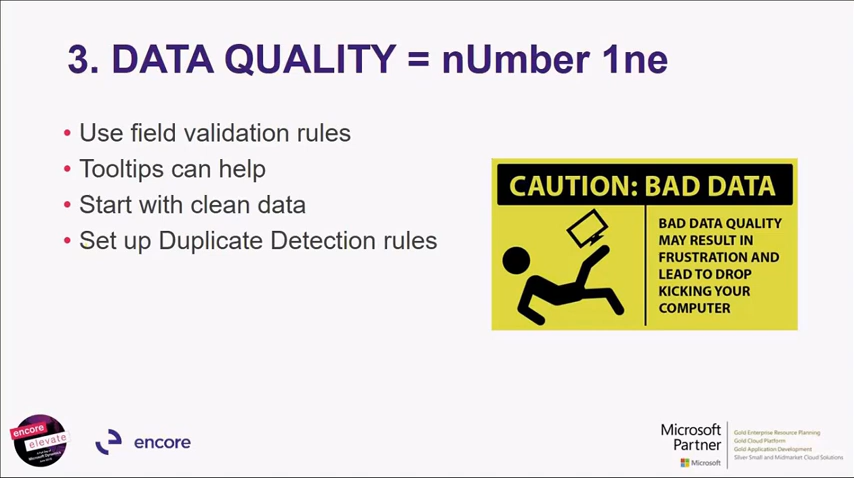 3. DATA QUALITY = nUmber 1ne
• Use field validation rules
• Tooltips can help
• Start with clean data
• Set up Duplicate Detection rules
CAUTION: BAD DATA
BAD DATA QUALITY
MAY RESULT IN
FRUSTRATION AND
LEAD TO DROP
KICKING YOUR
COMPUTER
encore
elevate
Microsoft Dynamics
encore
Microsoft
Partner
Microsoft
Gold Enterprise Resource Planning
Gold Cloud Platform
Gold Application Development
Silver Small and Midmarket Cloud Solutions